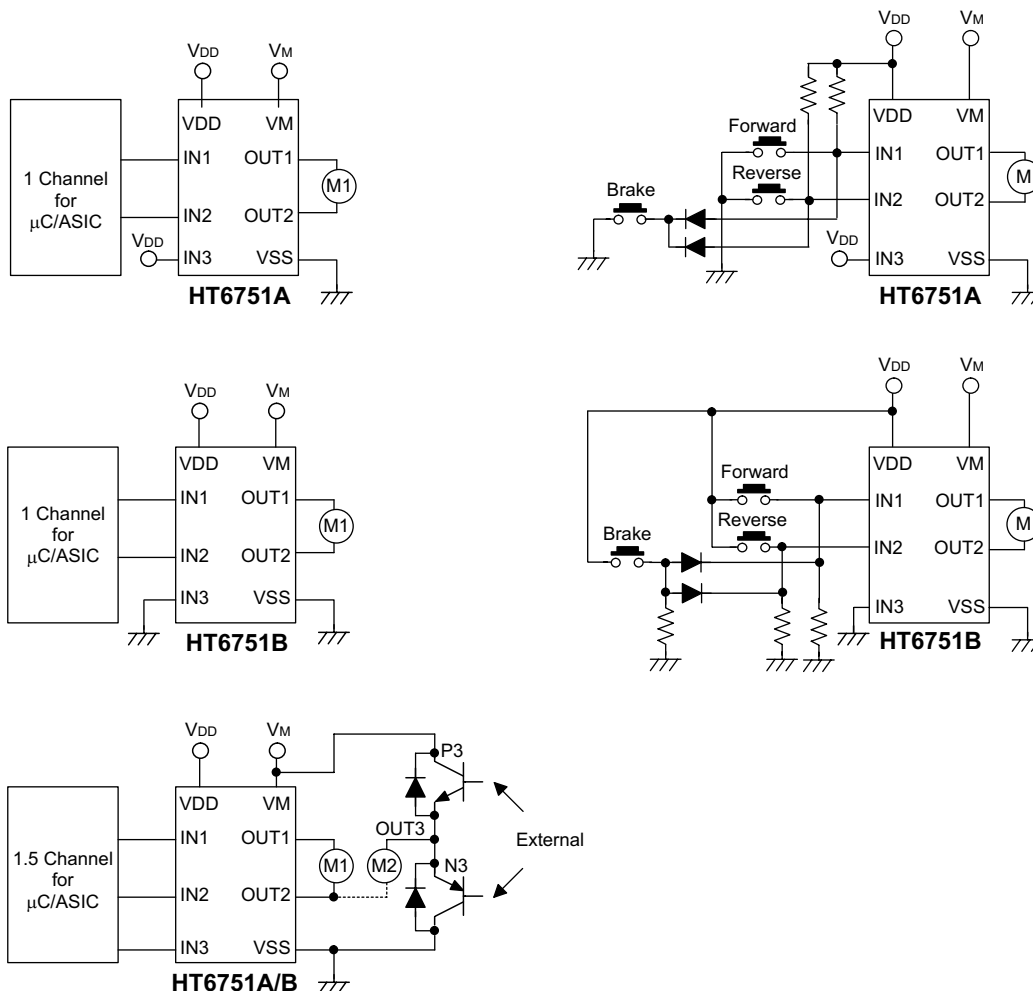 VDD
VM
VDD
VM
1 Channel
for
μC/ASIC
IN1
OUT1
M1
IN2
OUT2
VDD
IN3
VSS
HT6751A
VDD
VM
VDD
VM
Forward
IN1
OUT1
Reverse
M
Brake
IN2
OUT2
VDD
IN3
VSS
HT6751A
VDD
VM
VDD
VM
1 Channel
for
μC/ASIC
IN1
OUT1
M1
IN2
OUT2
IN3
VSS
HT6751B
VDD
VM
VDD
VM
Forward
IN1
OUT1
Reverse
M
Brake
IN2
OUT2
IN3
VSS
HT6751B
VDD
VM
VDD
VM
P3
1.5 Channel
for
μC/ASIC
IN1
OUT1
OUT3
External
M1
M2
N3
IN2
OUT2
IN3
VSS
HT6751A/B